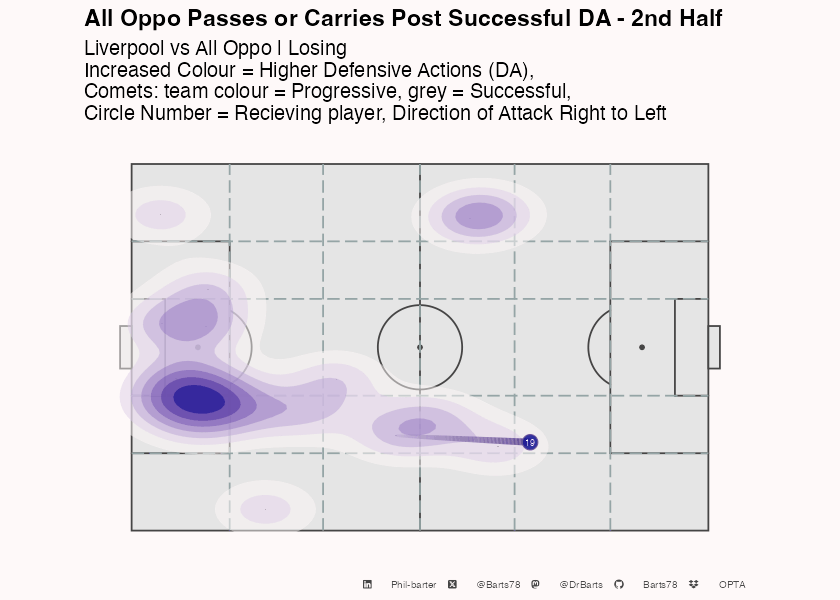 All Oppo Passes or Carries Post Successful DA - 2nd Half
Liverpool vs All Oppo | Losing
Increased Colour = Higher Defensive Actions (DA),
Comets: team colour = Progressive, grey = Successful,
Circle Number = Recieving player, Direction of Attack Right to Left
19
Phil-barter @Barts78 @DrBarts Barts78 OPTA